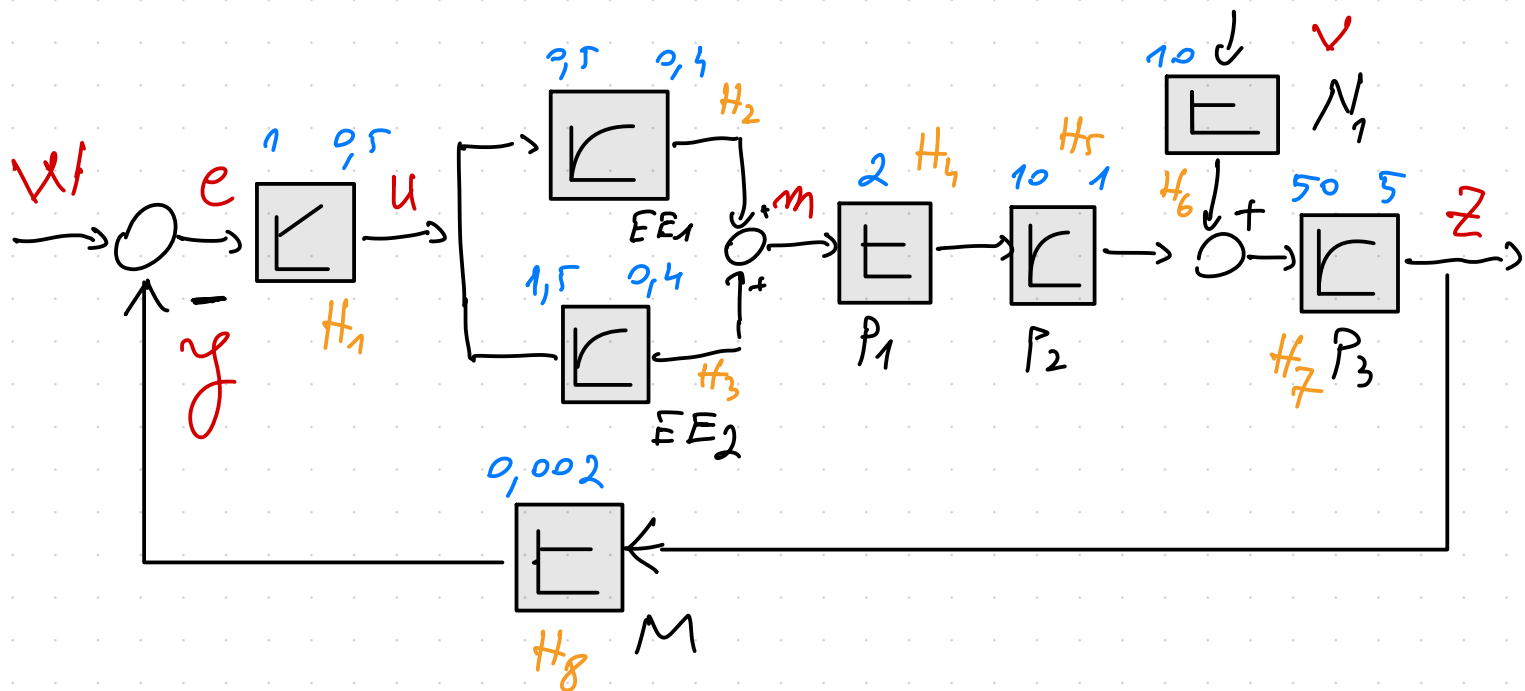 v
10
N1
0,5 0,4
H2
1 0,5
w
e
u
EE1
H4
H5
m
2
10 1
H6
+
50 5
z
+
1,5 0,4
+
−
y
H1
H3
P1
P2
H7
P3
EE2
0,002
M
H8